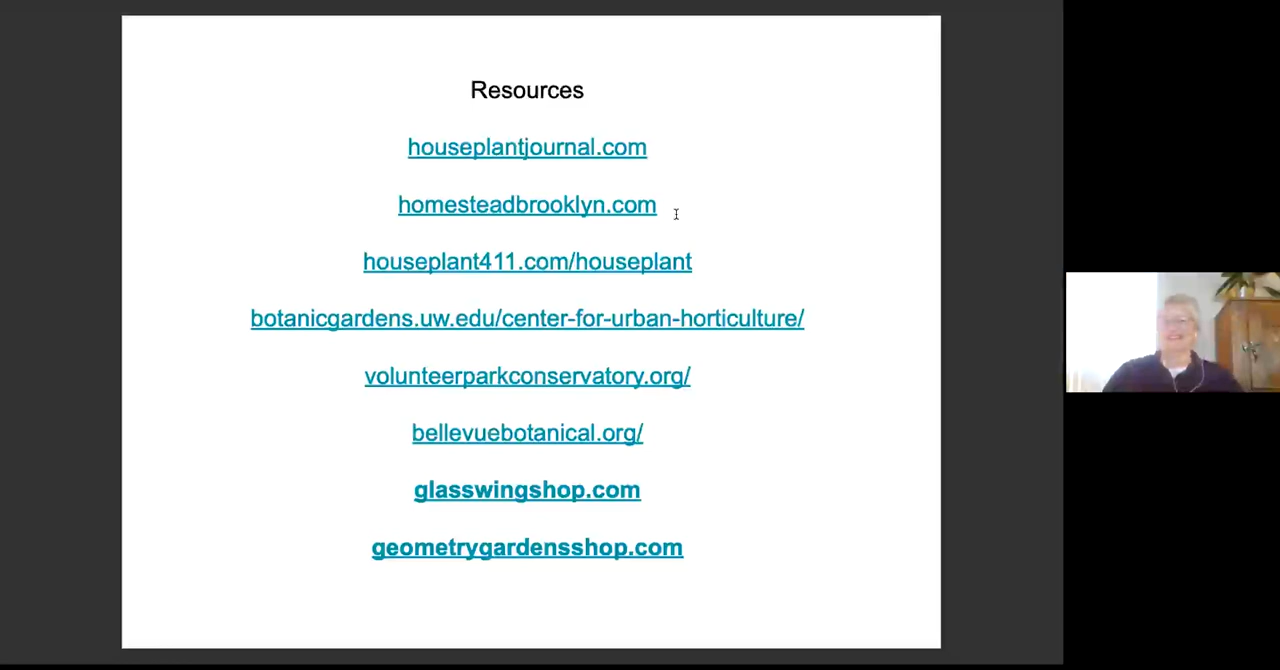 Resources
houseplantjournal.com
homesteadbrooklyn.com
houseplant411.com/houseplant
botanicgardens.uw.edu/center-for-urban-horticulture/
volunteerparkconservatory.org/
bellevuebotanical.org/
glasswingshop.com
geometrygardensshop.com